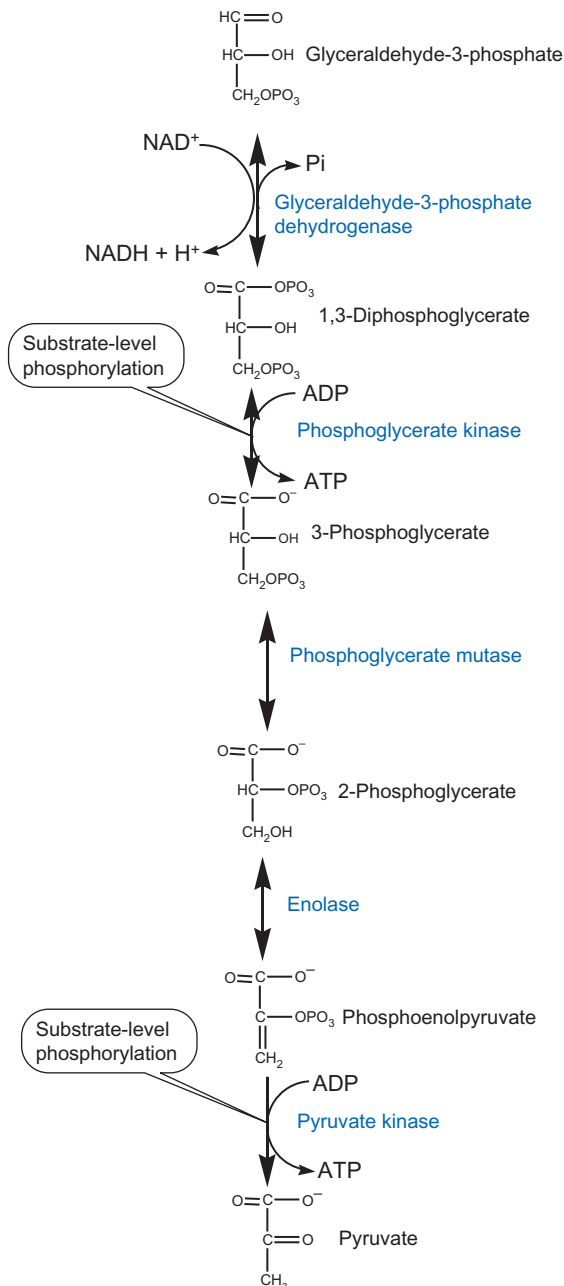 HC=O
HC—OH Glyceraldehyde-3-phosphate
CH₂OPO₃
NAD⁺
Pi
Glyceraldehyde-3-phosphate
dehydrogenase
NADH + H⁺
O=C—OPO₃
1,3-Diphosphoglycerate
HC—OH
CH₂OPO₃
Substrate-level
phosphorylation
ADP
Phosphoglycerate kinase
ATP
O=C—O⁻
HC—OH 3-Phosphoglycerate
CH₂OPO₃
Phosphoglycerate mutase
O=C—O⁻
HC—OPO₃ 2-Phosphoglycerate
CH₂OH
Enolase
O=C—O⁻
C—OPO₃ Phosphoenolpyruvate
CH₂
Substrate-level
phosphorylation
ADP
Pyruvate kinase
ATP
O=C—O⁻
C=O Pyruvate
CH₃